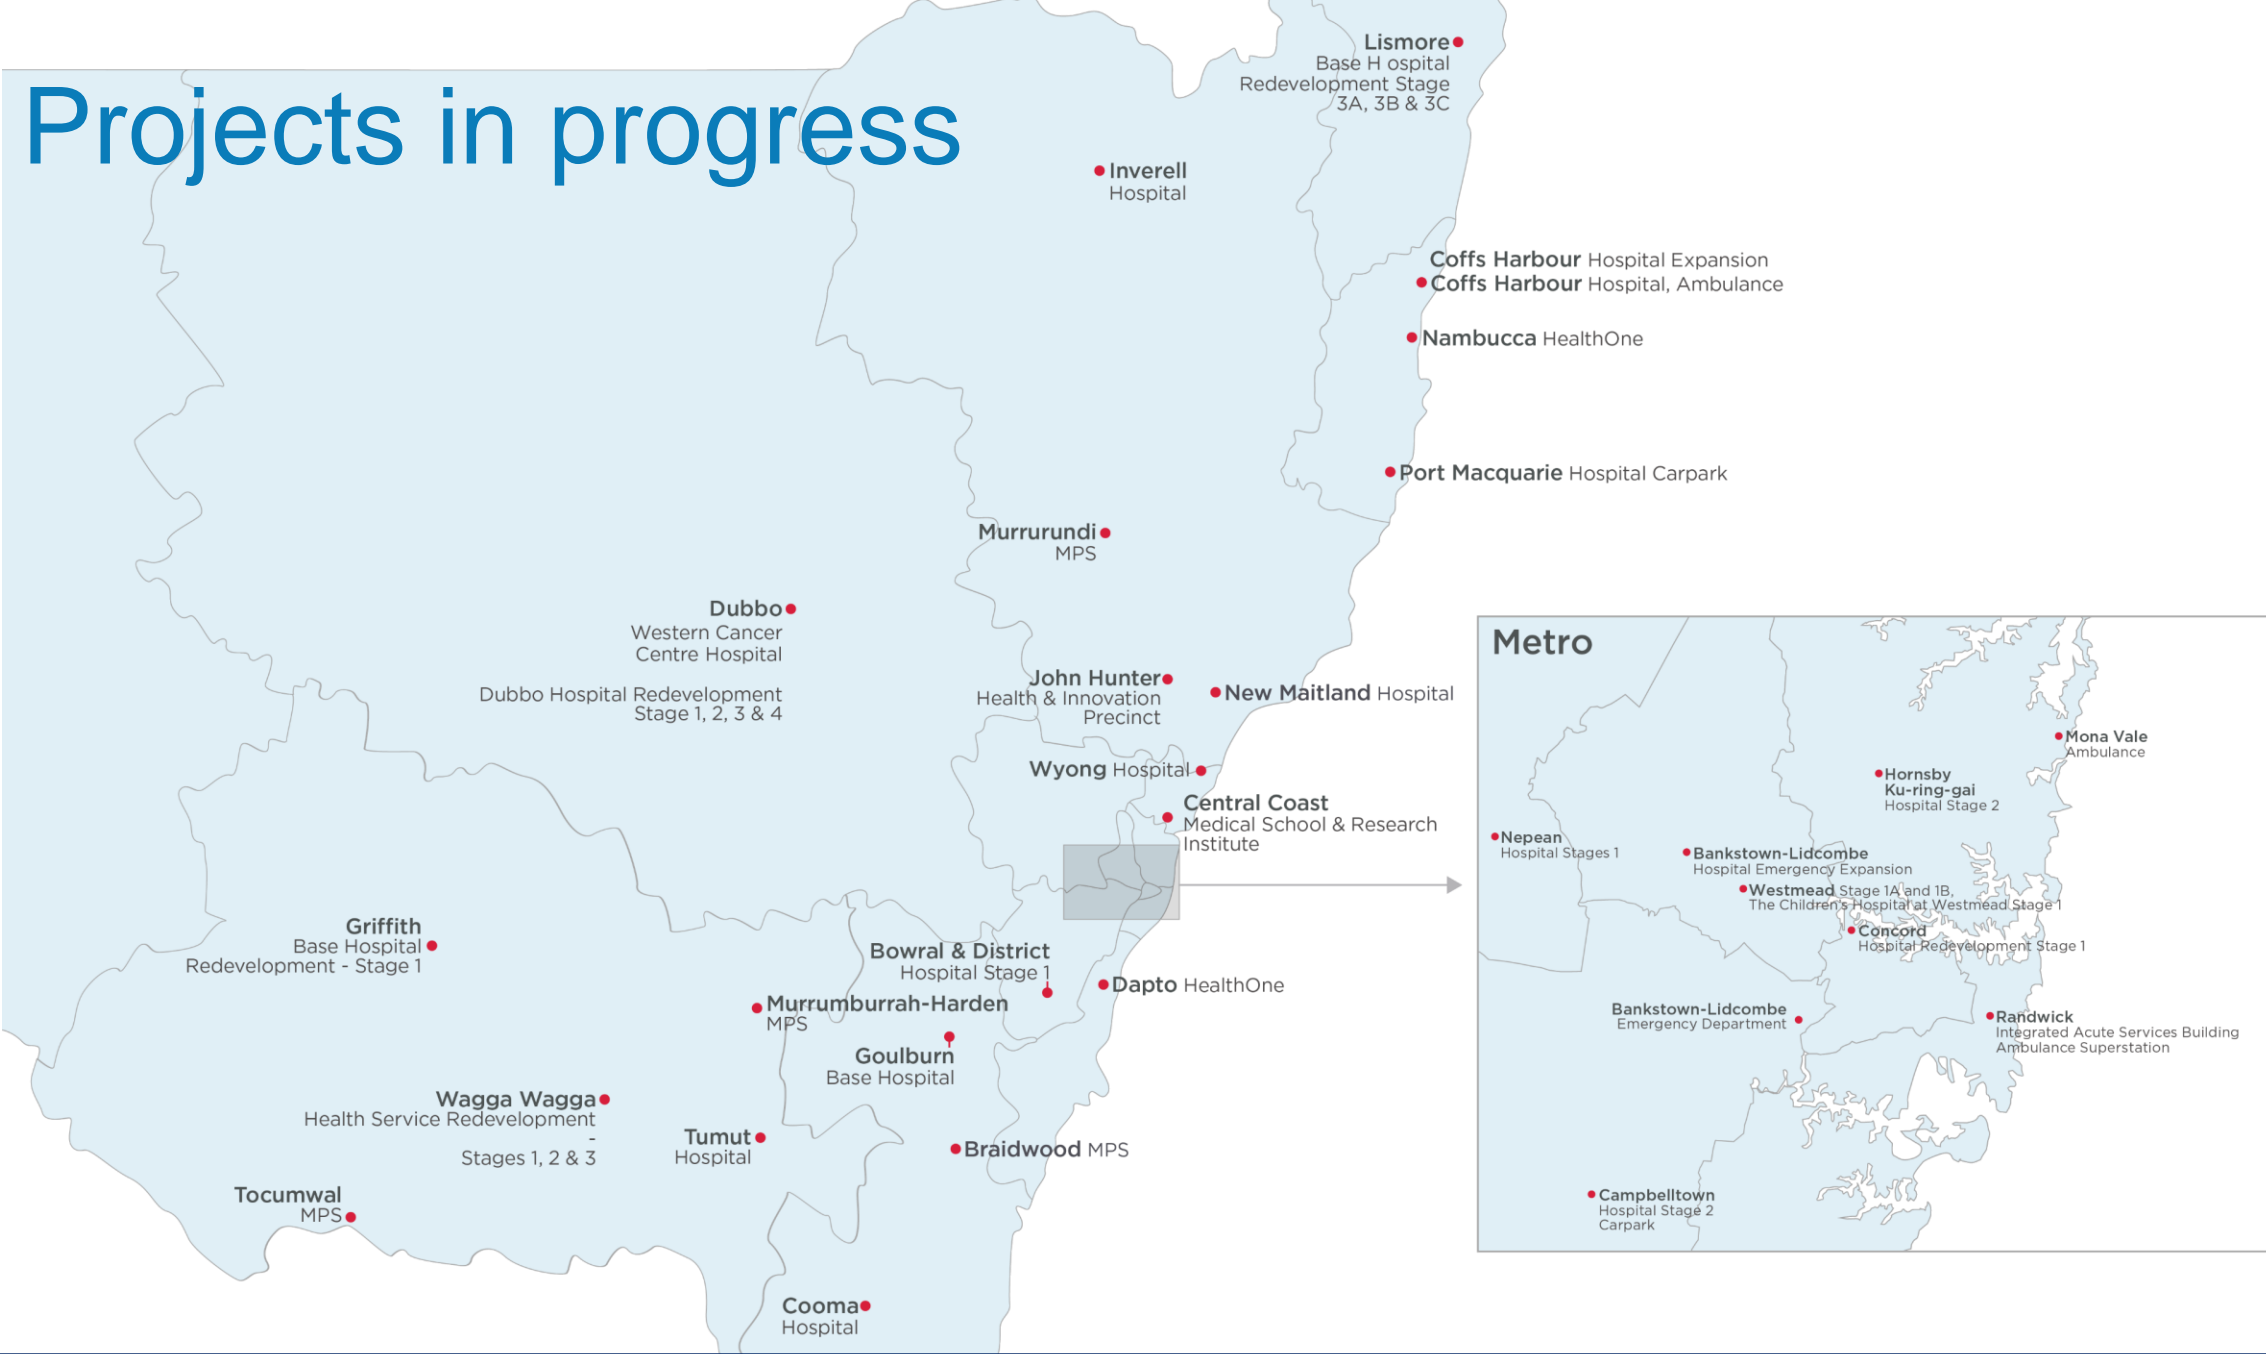 Projects in progress
Lismore
Base H ospital
Redevelopment Stage
3A, 3B & 3C
Inverell
Hospital
Coffs Harbour Hospital Expansion
Coffs Harbour Hospital, Ambulance
Nambucca HealthOne
Port Macquarie Hospital Carpark
Murrurundi
MPS
Dubbo
Western Cancer
Centre Hospital
Dubbo Hospital Redevelopment
Stage 1, 2, 3 & 4
John Hunter
Health & Innovation
Precinct
New Maitland Hospital
Wyong Hospital
Central Coast
Medical School & Research
Institute
Griffith
Base Hospital
Redevelopment - Stage 1
Bowral & District
Hospital Stage 1
Dapto HealthOne
Murrumburrah-Harden
MPS
Goulburn
Base Hospital
Wagga Wagga
Health Service Redevelopment
-
Stages 1, 2 & 3
Tumut
Hospital
Braidwood MPS
Tocumwal
MPS
Cooma
Hospital
Metro
Mona Vale
Ambulance
Hornsby
Ku-ring-gai
Hospital Stage 2
Nepean
Hospital Stages 1
Bankstown-Lidcombe
Hospital Emergency Expansion
Westmead Stage 1A and 1B,
The Children's Hospital at Westmead Stage 1
Concord
Hospital Redevelopment Stage 1
Bankstown-Lidcombe
Emergency Department
Randwick
Integrated Acute Services Building
Ambulance Superstation
Campbelltown
Hospital Stage 2
Carpark